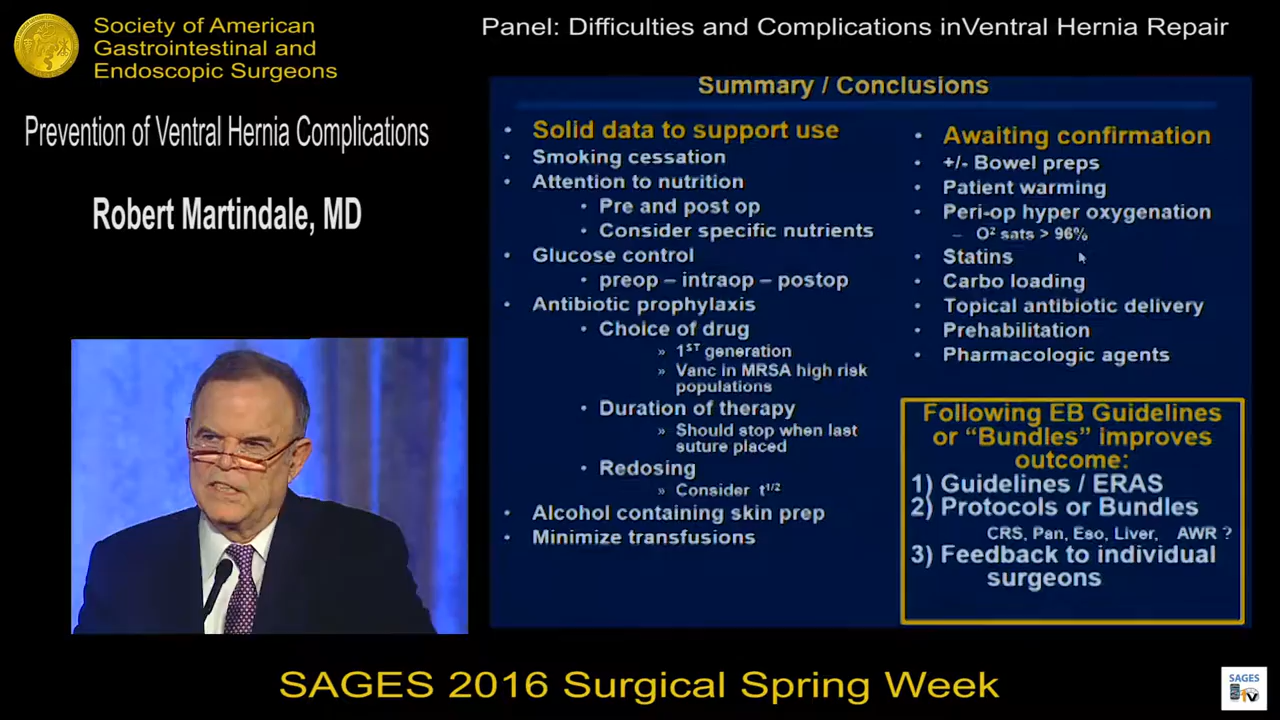 Society of American
Gastrointestinal and
Endoscopic Surgeons
Panel: Difficulties and Complications inVentral Hernia Repair
Prevention of Ventral Hernia Complications
Robert Martindale, MD
Summary / Conclusions
• Solid data to support use
• Smoking cessation
• Attention to nutrition
• Pre and post op
• Consider specific nutrients
• Glucose control
• preop – intraop – postop
• Antibiotic prophylaxis
• Choice of drug
» 1ST generation
» Vanc in MRSA high risk
populations
• Duration of therapy
» Should stop when last
suture placed
• Redosing
» Consider t1/2
• Alcohol containing skin prep
• Minimize transfusions
• Awaiting confirmation
• +/- Bowel preps
• Patient warming
• Peri-op hyper oxygenation
– O2 sats > 96%
• Statins
• Carbo loading
• Topical antibiotic delivery
• Prehabilitation
• Pharmacologic agents
Following EB Guidelines
or “Bundles” improves
outcome:
1) Guidelines / ERAS
2) Protocols or Bundles
CRS, Pan, Eso, Liver, AWR ?
3) Feedback to individual
surgeons
SAGES 2016 Surgical Spring Week
SAGES
TV